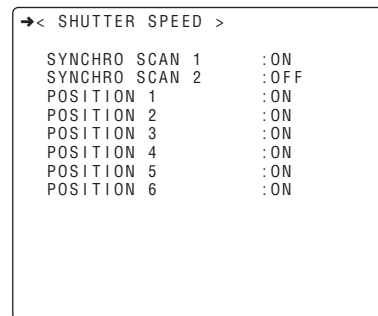 ➔< SHUTTER SPEED >
SYNCHRO SCAN 1 :ON
SYNCHRO SCAN 2 :OFF
POSITION 1 :ON
POSITION 2 :ON
POSITION 3 :ON
POSITION 4 :ON
POSITION 5 :ON
POSITION 6 :ON